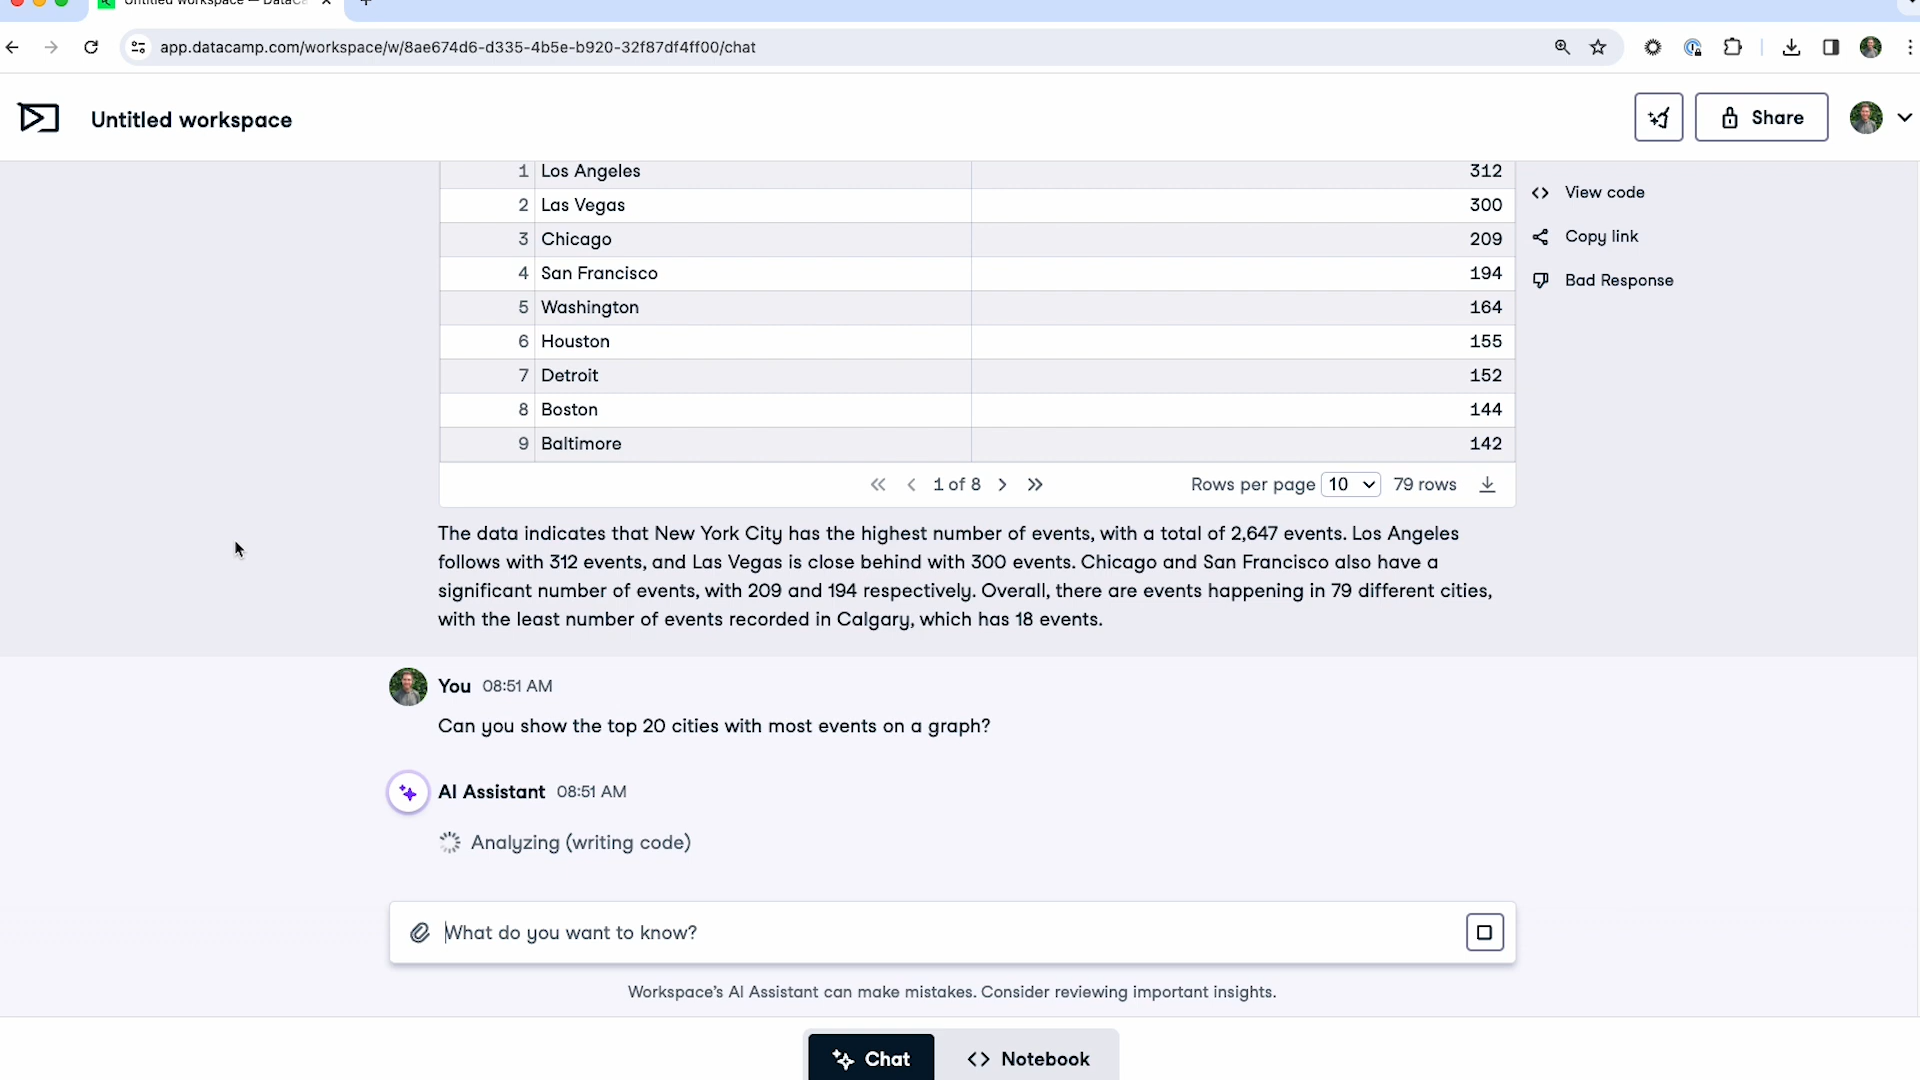 Untitled workspace — DataCa
app.datacamp.com/workspace/w/8ae674d6-d335-4b5e-b920-32f87df4ff00/chat
Untitled workspace
Share
1 Los Angeles 312
2 Las Vegas 300
3 Chicago 209
4 San Francisco 194
5 Washington 164
6 Houston 155
7 Detroit 152
8 Boston 144
9 Baltimore 142
View code
Copy link
Bad Response
1 of 8
Rows per page 10 79 rows
The data indicates that New York City has the highest number of events, with a total of 2,647 events. Los Angeles
follows with 312 events, and Las Vegas is close behind with 300 events. Chicago and San Francisco also have a
significant number of events, with 209 and 194 respectively. Overall, there are events happening in 79 different cities,
with the least number of events recorded in Calgary, which has 18 events.
You 08:51 AM
Can you show the top 20 cities with most events on a graph?
AI Assistant 08:51 AM
Analyzing (writing code)
What do you want to know?
Workspace's AI Assistant can make mistakes. Consider reviewing important insights.
Chat
Notebook